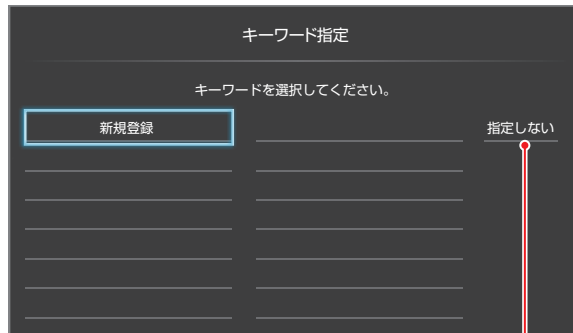 キーワード指定
キーワードを選択してください。
新規登録
指定しない